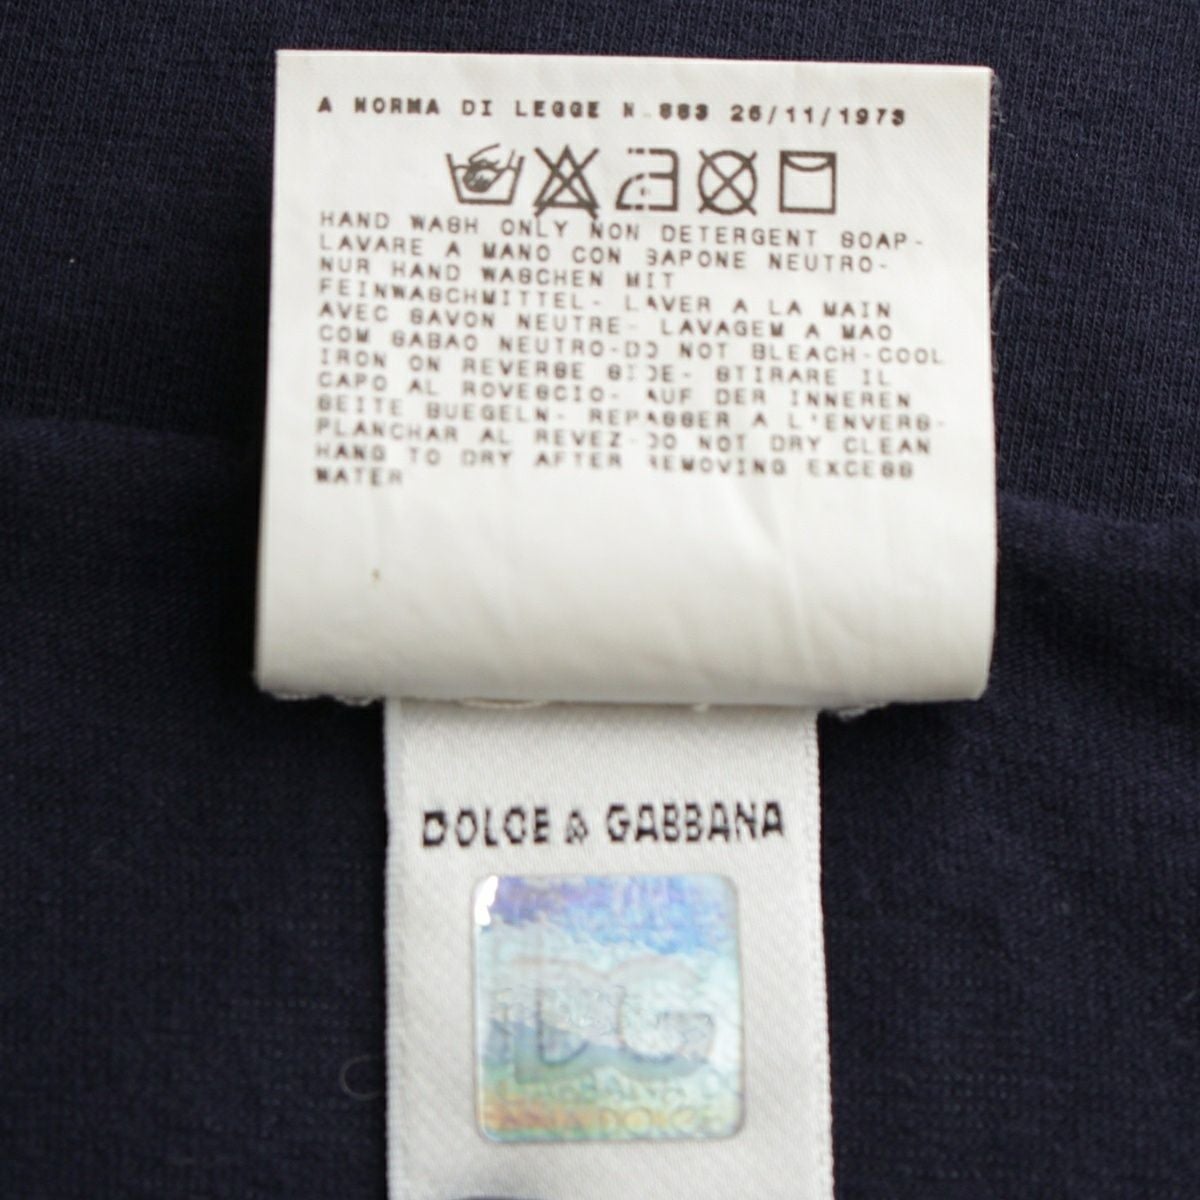 A NORMA DI LEGGE N.883 26/11/1973
HAND WASH ONLY NON DETERGENT SOAP-
LAVARE A MANO CON SAPONE NEUTRO-
NUR HAND WASCHEN MIT
FEINWASCHMITTEL- LAVER A LA MAIN
AVEC SAVON NEUTRE- LAVAGEM A MAO
COM SABAO NEUTRO-DO NOT BLEACH-COOL
IRON ON REVERSE SIDE- STIRARE IL
CAPO AL ROVESCIO- AUF DER INNEREN
SEITE BUEGELN- REPASSER A L'ENVERS-
PLANCHAR AL REVEZ-DO NOT DRY CLEAN
HANG TO DRY AFTER REMOVING EXCESS
WATER
DOLCE & GABBANA
DG